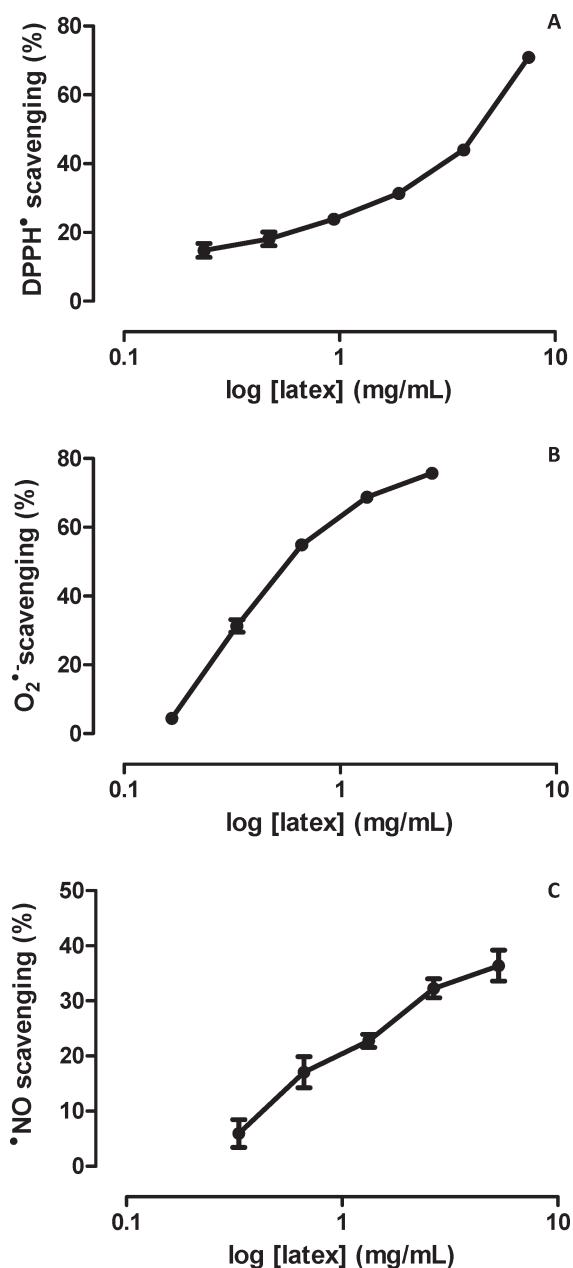 A
80
60
40
20
0
DPPH• scavenging (%)
0.1 1 10
log [latex] (mg/mL)
B
80
60
40
20
0
O₂•⁻scavenging (%)
0.1 1 10
log [latex] (mg/mL)
C
50
40
30
20
10
0
•NO scavenging (%)
0.1 1 10
log [latex] (mg/mL)